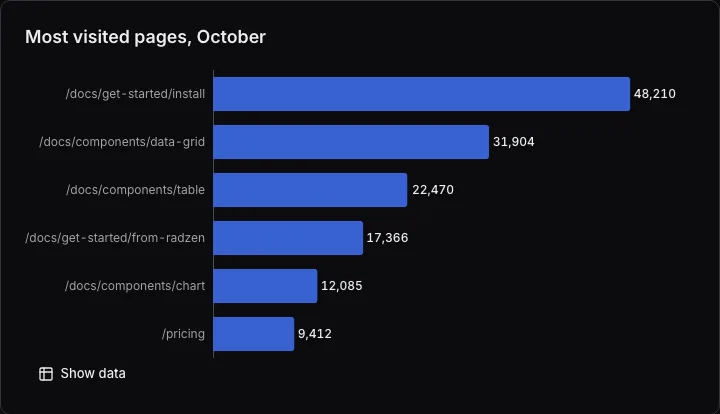 Most visited pages, October
/docs/get-started/install 48,210
/docs/components/data-grid 31,904
/docs/components/table 22,470
/docs/get-started/from-radzen 17,366
/docs/components/chart 12,085
/pricing 9,412
Show data